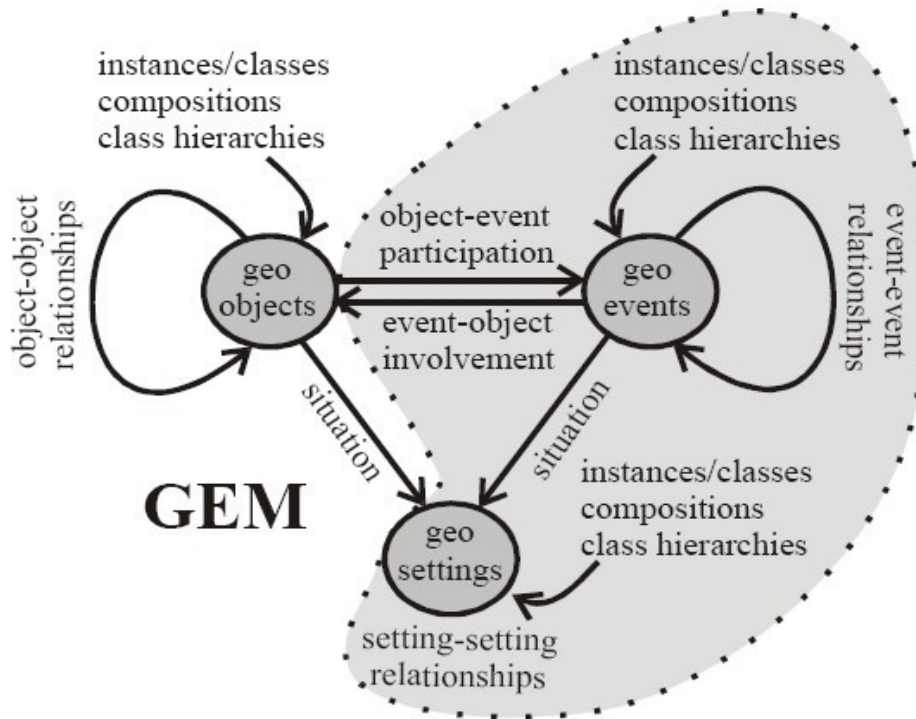 instances/classes
compositions
class hierarchies
instances/classes
compositions
class hierarchies
object-object
relationships
geo
objects
object-event
participation
event-object
involvement
geo
events
event-event
relationships
situation
situation
GEM
instances/classes
compositions
class hierarchies
geo
settings
setting-setting
relationships